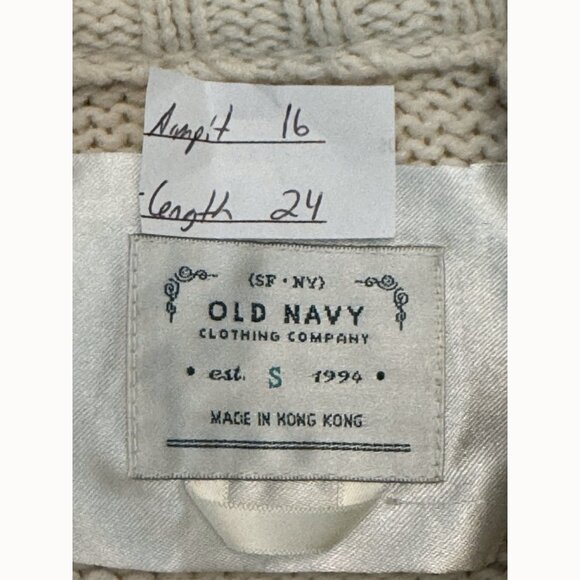 Armpit 16
Length 24
(SF • NY)
OLD NAVY
CLOTHING COMPANY
• est. S 1994 •
MADE IN HONG KONG